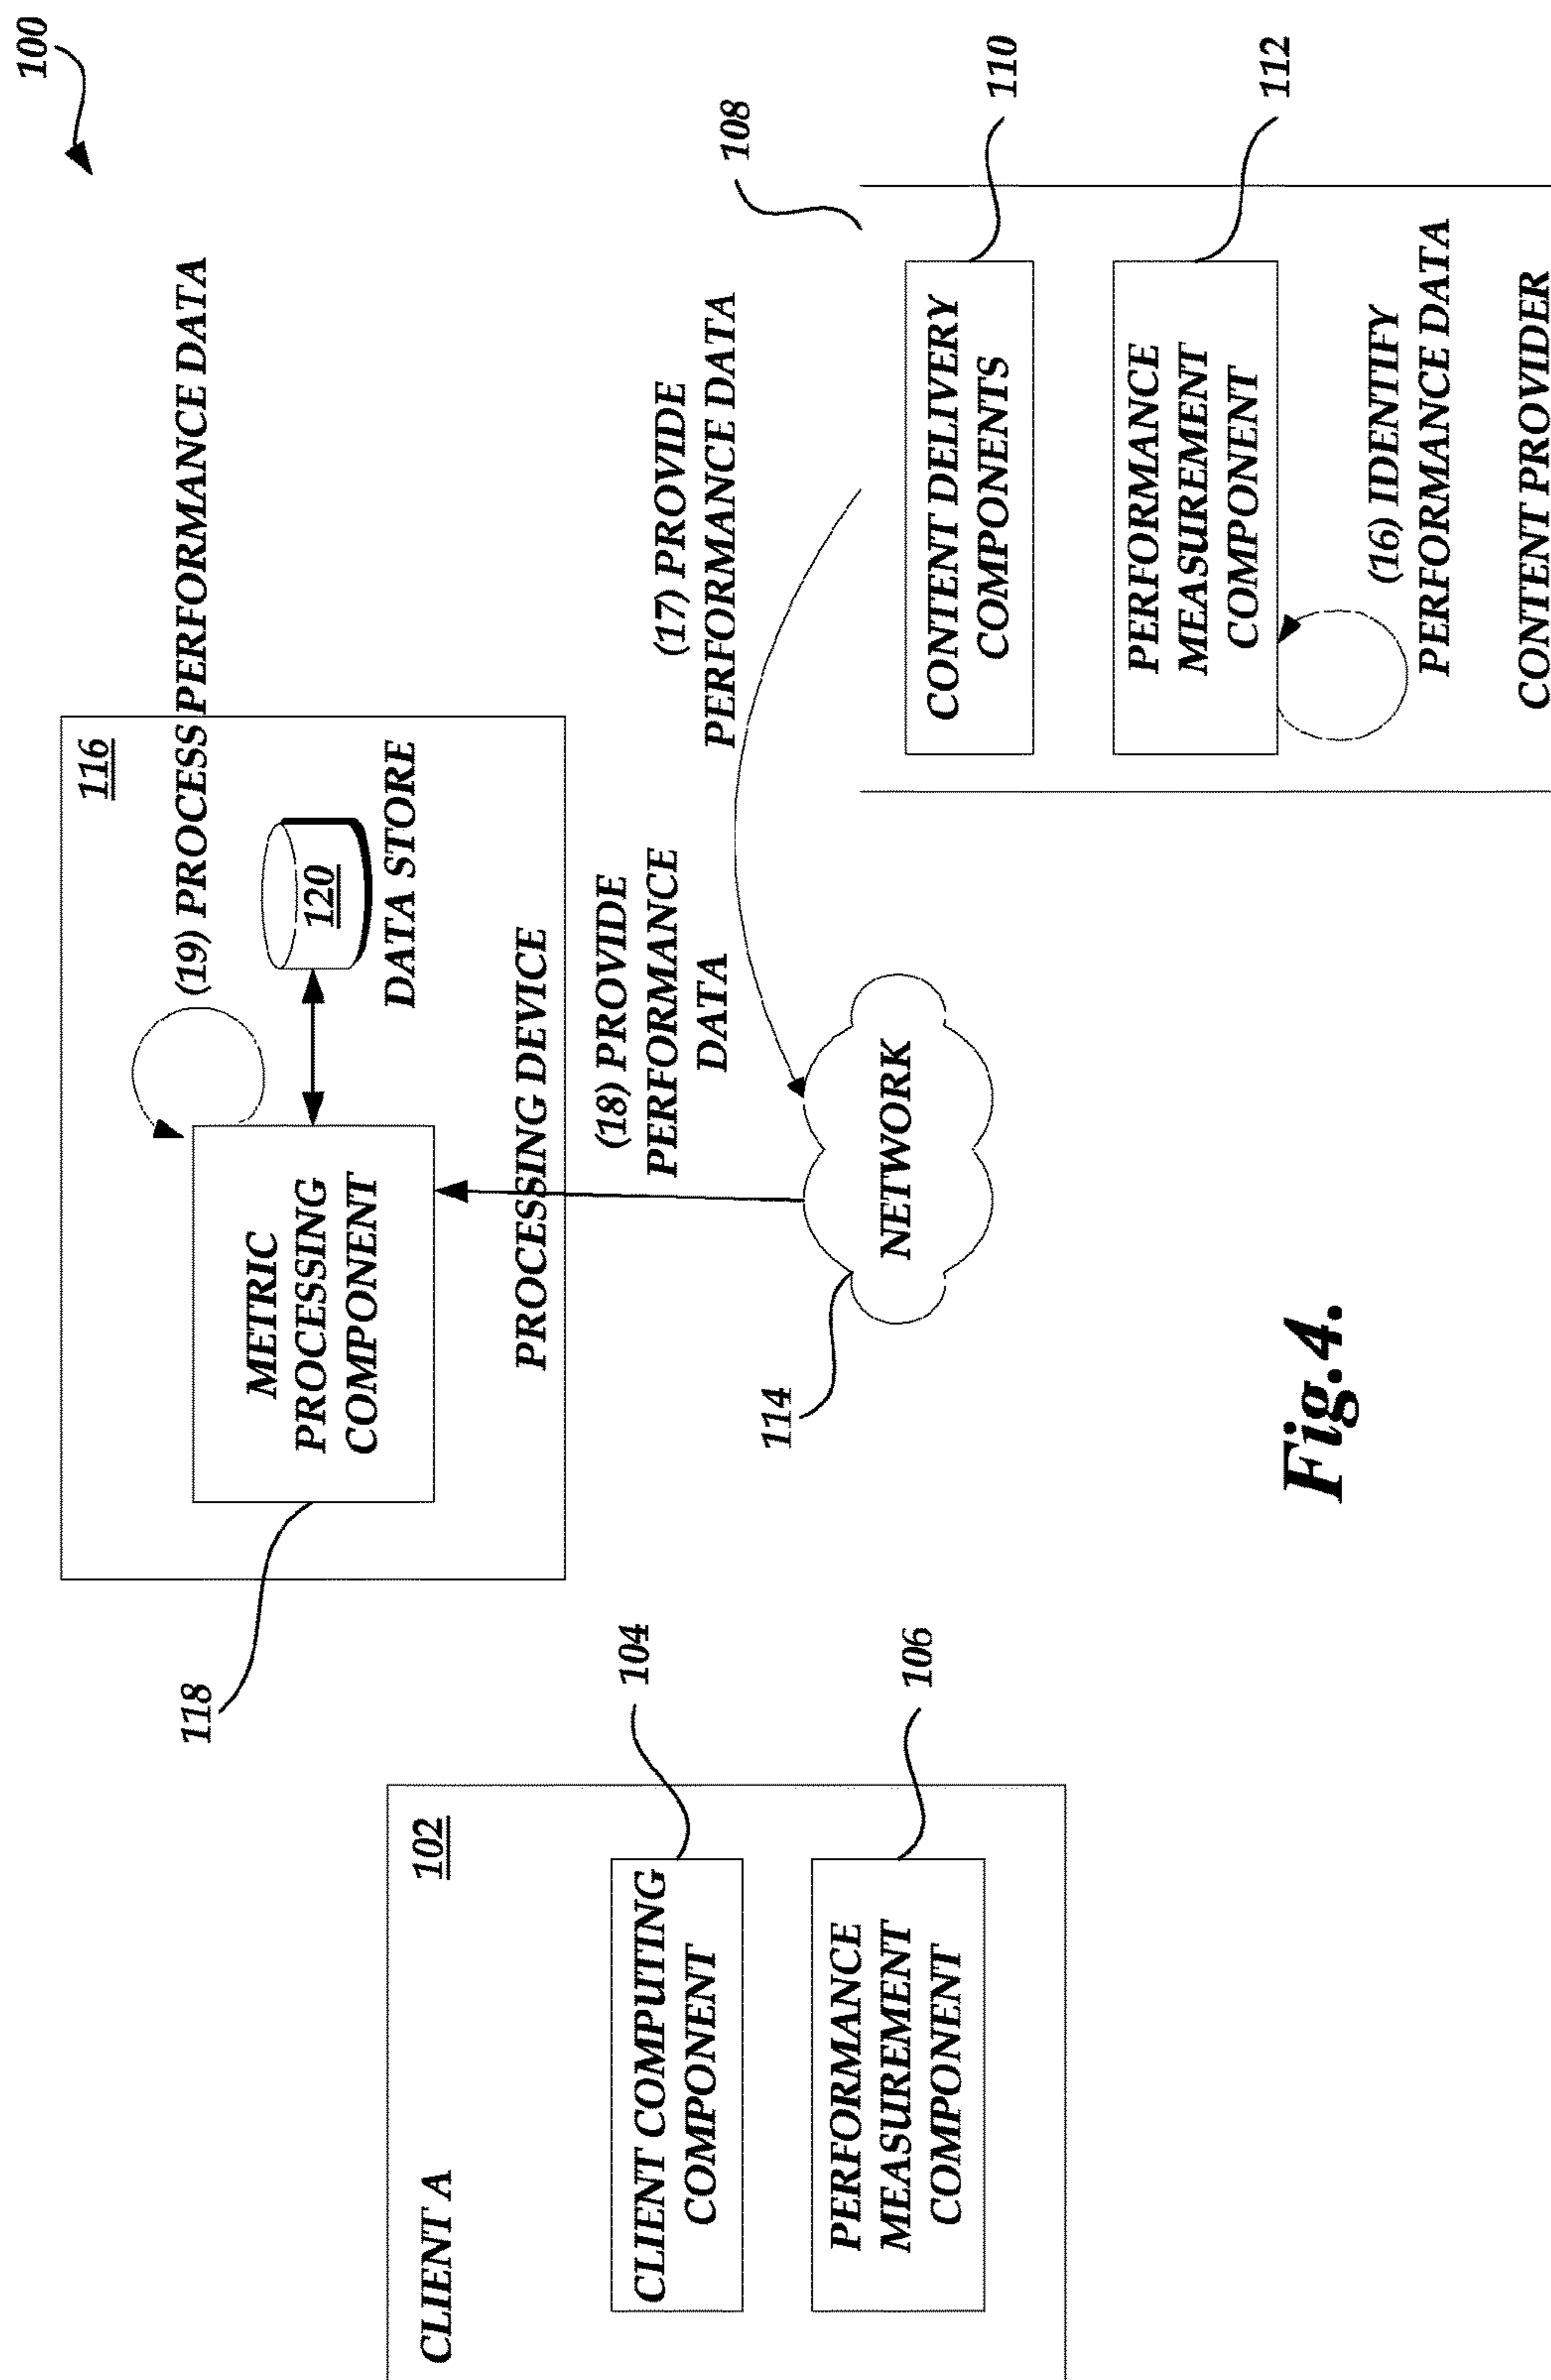 100
116
(19) PROCESS PERFORMANCE DATA
METRIC
PROCESSING
COMPONENT
120
DATA STORE
PROCESSING DEVICE
118
(18) PROVIDE
PERFORMANCE
DATA
(17) PROVIDE
PERFORMANCE DATA
CLIENT A
102
CLIENT COMPUTING
COMPONENT
104
PERFORMANCE
MEASUREMENT
COMPONENT
106
114
NETWORK
108
CONTENT DELIVERY
COMPONENTS
110
PERFORMANCE
MEASUREMENT
COMPONENT
112
(16) IDENTIFY
PERFORMANCE DATA
CONTENT PROVIDER
Fig.4.